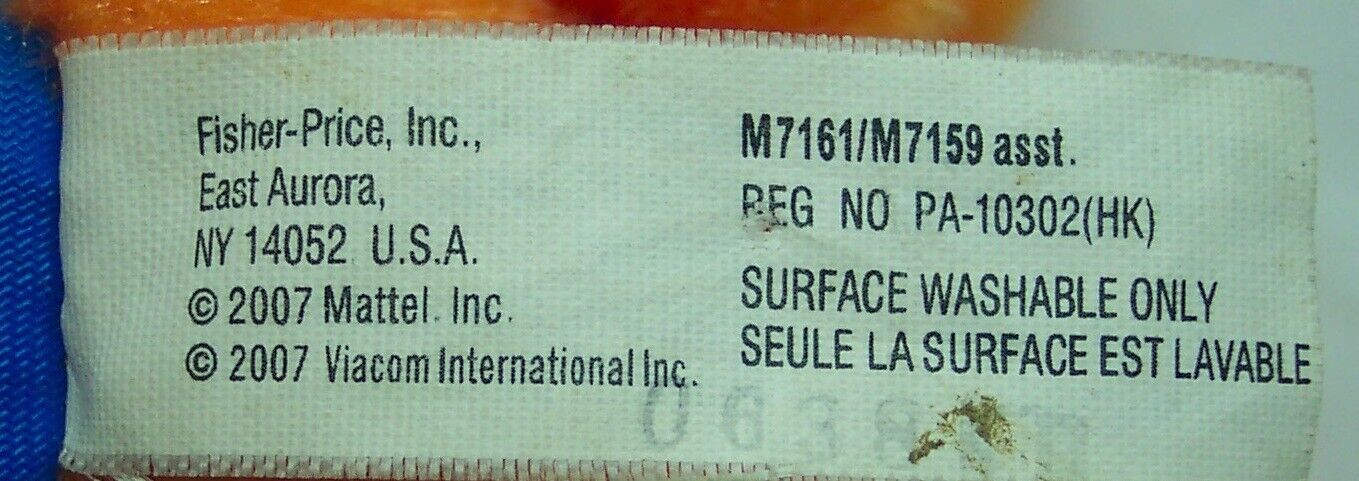 Fisher-Price, Inc.,
East Aurora,
NY 14052 U.S.A.
© 2007 Mattel. Inc.
© 2007 Viacom International Inc.
M7161/M7159 asst.
REG NO PA-10302(HK)
SURFACE WASHABLE ONLY
SEULE LA SURFACE EST LAVABLE